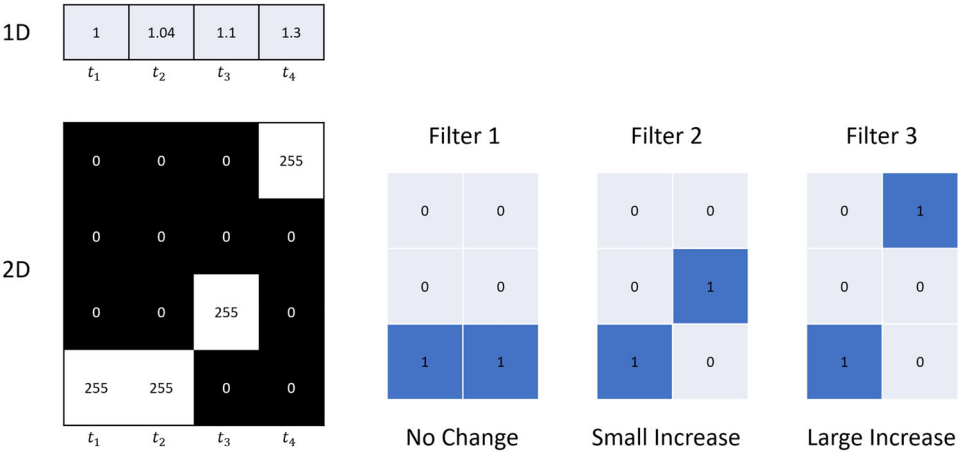 1D
1 1.04 1.1 1.3
t₁ t₂ t₃ t₄
2D
0 0 0 255
0 0 0 0
0 0 255 0
255 255 0 0
t₁ t₂ t₃ t₄
Filter 1
0 0
0 0
1 1
No Change
Filter 2
0 0
0 1
1 0
Small Increase
Filter 3
0 1
0 0
1 0
Large Increase